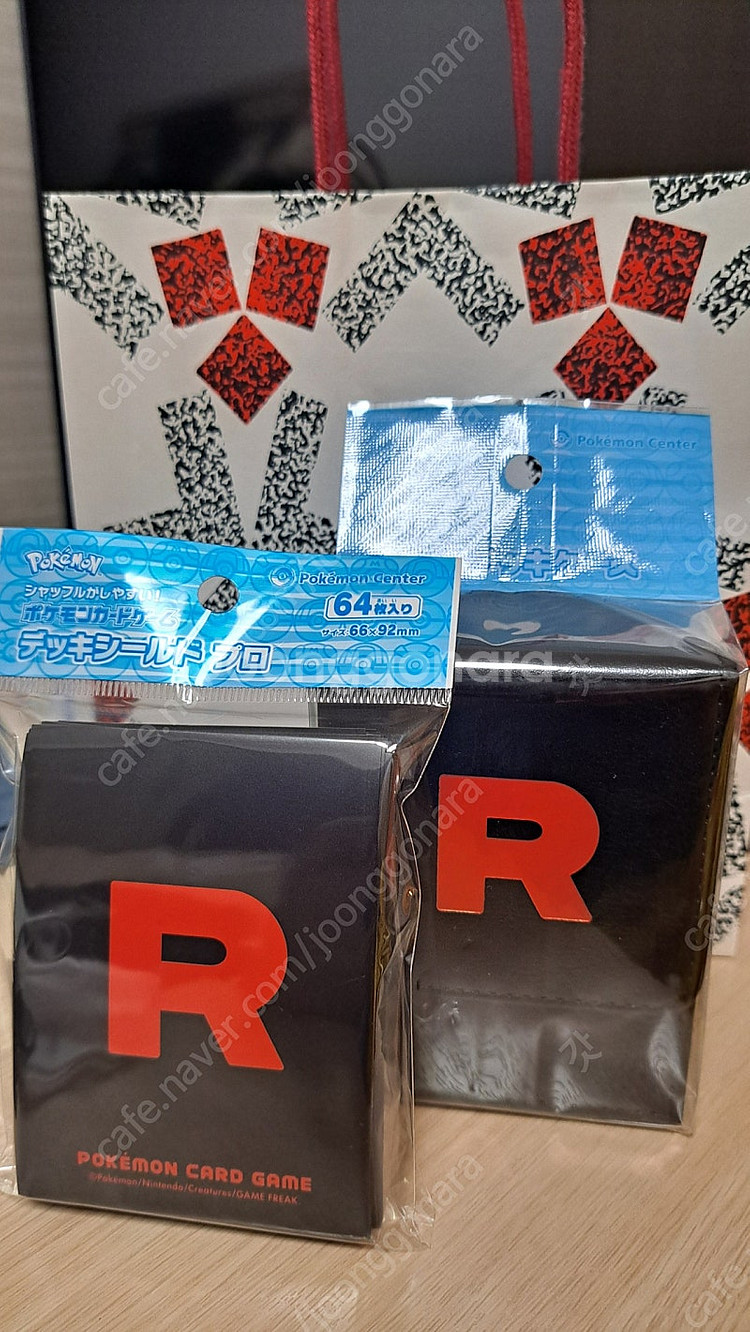 Pokémon Center
ッキケース
R
POKÉMON
Pokémon Center
シャッフルがしやすい!
ポケモンカードゲーム
64枚入り
デッキシールド プロ
サイズ:66×92mm
R
POKÉMON CARD GAME
©Pokémon/Nintendo/Creatures/GAME FREAK
cafe.naver.com/joonggonara